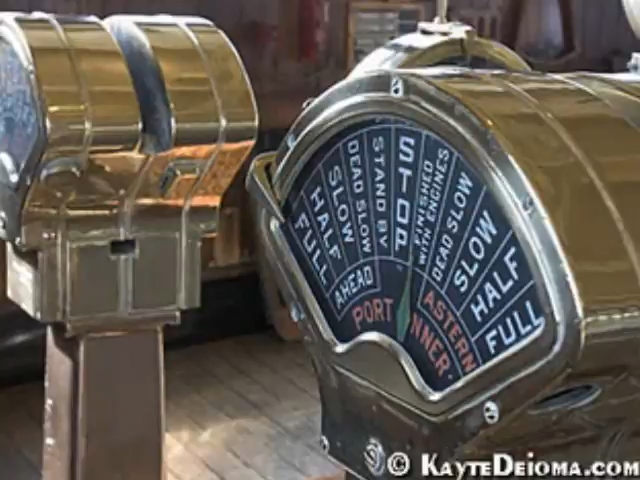 FULL
HALF
SLOW
DEAD SLOW
STAND BY
STOP
FINISHED
WITH ENGINES
DEAD SLOW
SLOW
HALF
FULL
AHEAD
ASTERN
PORT
NNER
© KAYTEDEIOMA.COM